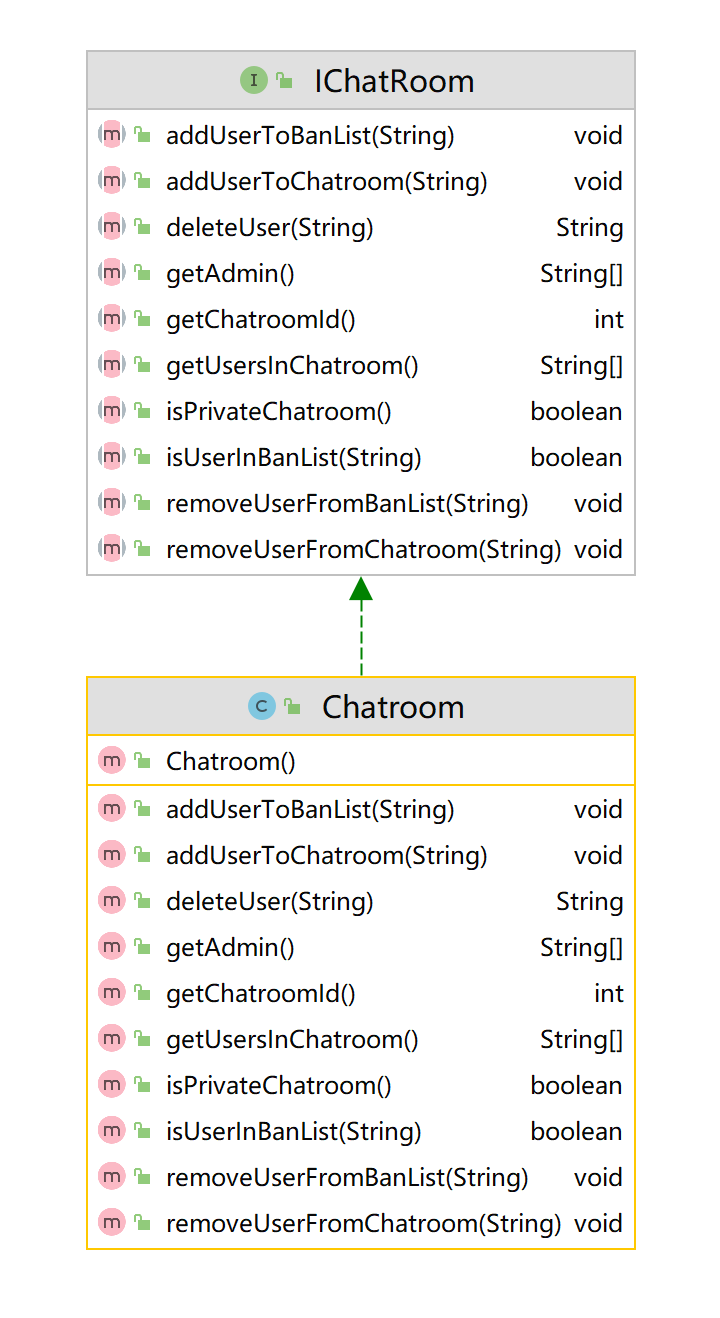 I IChatRoom
m addUserToBanList(String) void
m addUserToChatroom(String) void
m deleteUser(String) String
m getAdmin() String[]
m getChatroomId() int
m getUsersInChatroom() String[]
m isPrivateChatroom() boolean
m isUserInBanList(String) boolean
m removeUserFromBanList(String) void
m removeUserFromChatroom(String) void
C Chatroom
m Chatroom()
m addUserToBanList(String) void
m addUserToChatroom(String) void
m deleteUser(String) String
m getAdmin() String[]
m getChatroomId() int
m getUsersInChatroom() String[]
m isPrivateChatroom() boolean
m isUserInBanList(String) boolean
m removeUserFromBanList(String) void
m removeUserFromChatroom(String) void